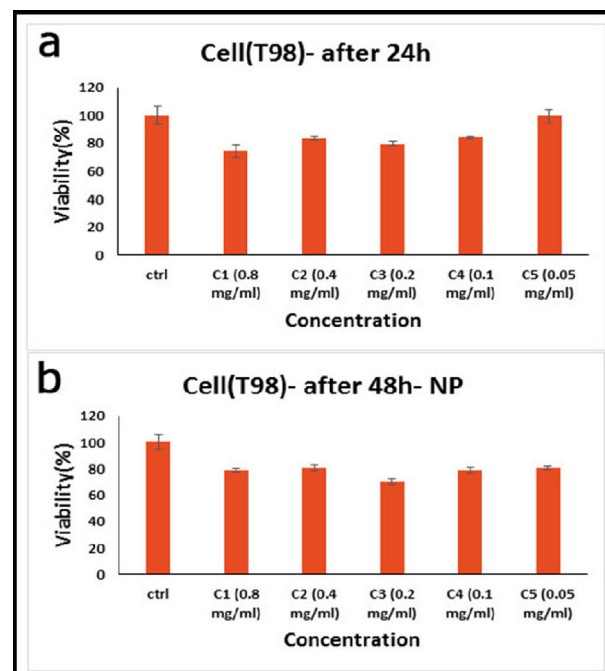 a
Cell(T98)- after 24h
Viability(%)
120
100
80
60
40
20
0
ctrl C1 (0.8 C2 (0.4 C3 (0.2 C4 (0.1 C5 (0.05
mg/ml) mg/ml) mg/ml) mg/ml) mg/ml)
Concentration
b
Cell(T98)- after 48h- NP
Viability(%)
120
100
80
60
40
20
0
ctrl C1 (0.8 C2 (0.4 C3 (0.2 C4 (0.1 C5 (0.05
mg/ml) mg/ml) mg/ml) mg/ml) mg/ml)
Concentration